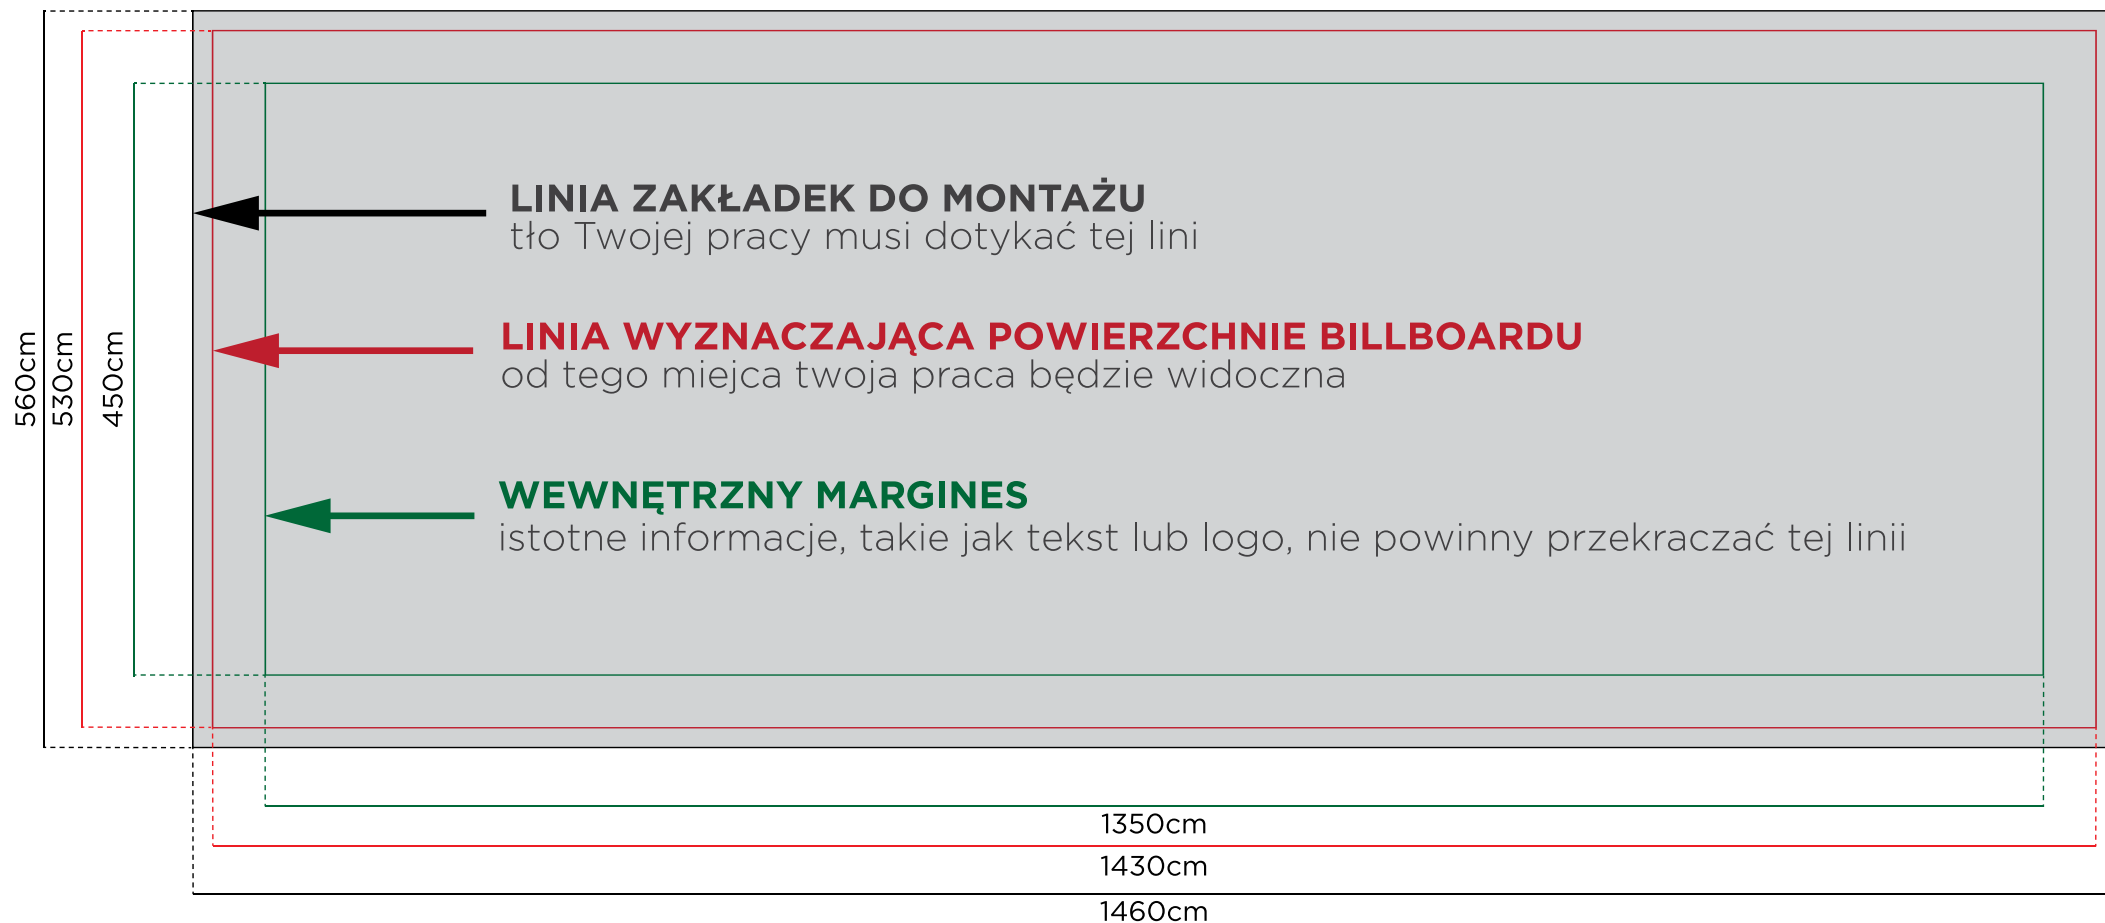 LINIA ZAKŁADEK DO MONTAŻU
tło Twojej pracy musi dotykać tej lini
LINIA WYZNACZAJĄCA POWIERZCHNIE BILLBOARDU
od tego miejca twoja praca będzie widoczna
WEWNĘTRZNY MARGINES
istotne informacje, takie jak tekst lub logo, nie powinny przekraczać tej linii
560cm
530cm
450cm
1350cm
1430cm
1460cm